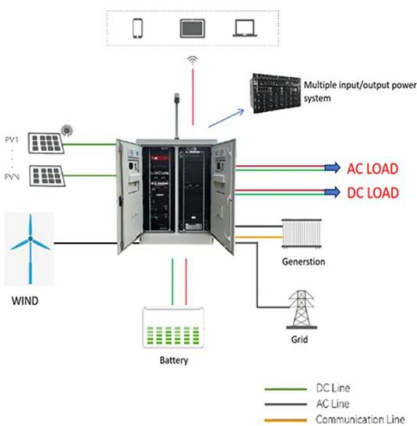 Multiple input/output power
system
PV1
PVN
AC LOAD
DC LOAD
WIND
Generstion
Battery
Grid
DC Line
AC Line
Communication Line